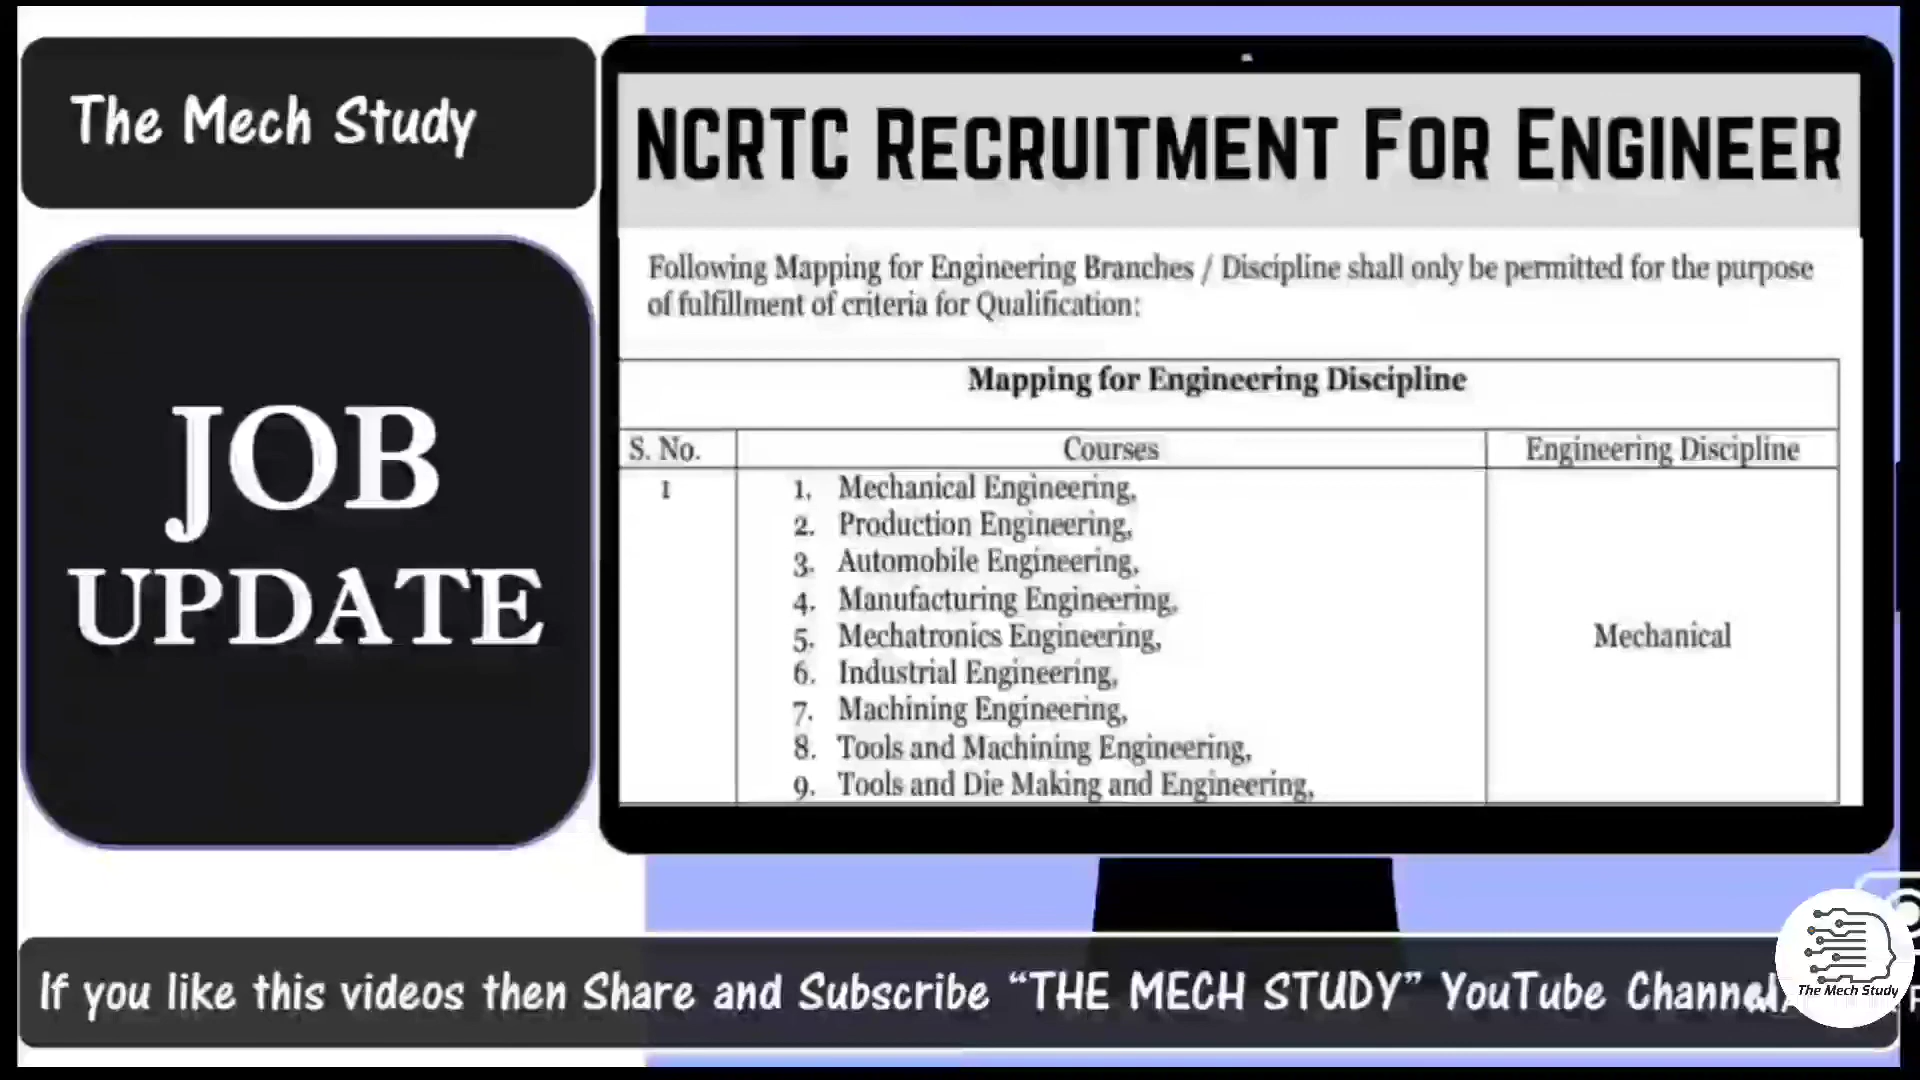 The Mech Study
JOB
UPDATE
NCRTC RECRUITMENT FOR ENGINEER
Following Mapping for Engineering Branches / Discipline shall only be permitted for the purpose
of fulfillment of criteria for Qualification:
Mapping for Engineering Discipline
S. No. Courses Engineering Discipline
1 1. Mechanical Engineering,
2. Production Engineering,
3. Automobile Engineering,
4. Manufacturing Engineering,
5. Mechatronics Engineering,
Mechanical
6. Industrial Engineering,
7. Machining Engineering,
8. Tools and Machining Engineering,
9. Tools and Die Making and Engineering,
If you like this videos then Share and Subscribe “THE MECH STUDY” YouTube Channel
The Mech Study